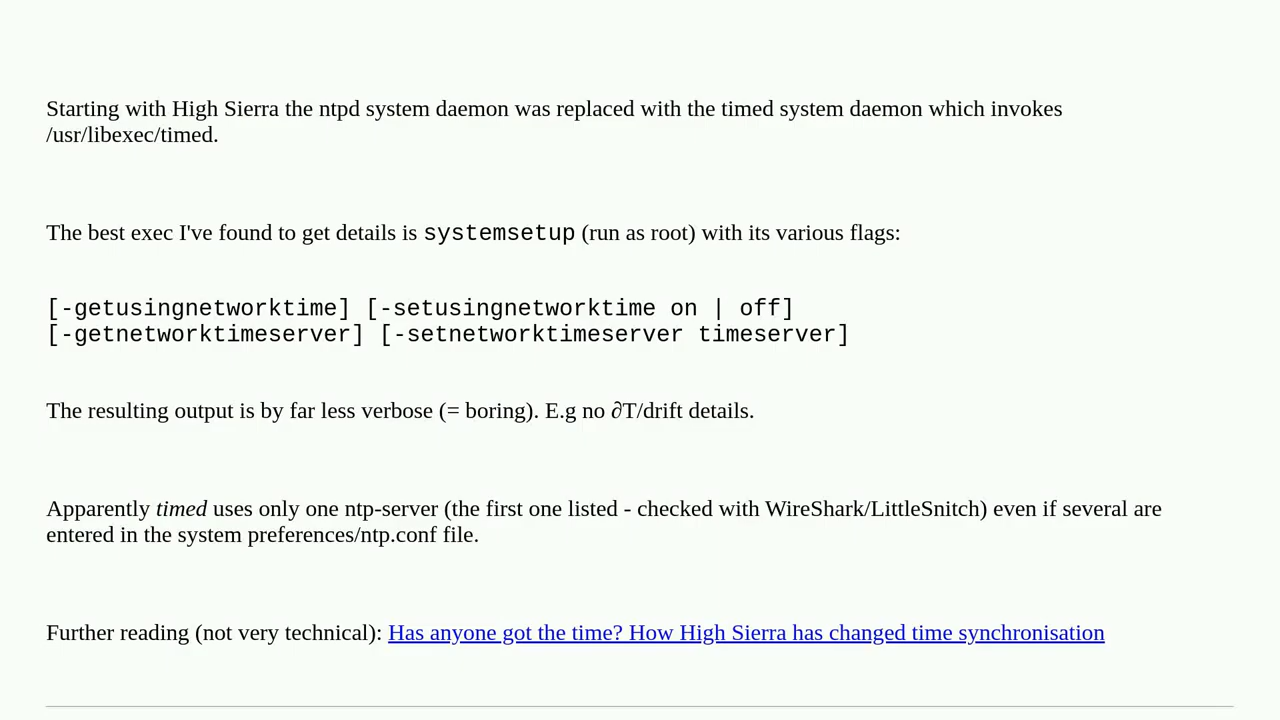 Starting with High Sierra the ntpd system daemon was replaced with the timed system daemon which invokes
/usr/libexec/timed.
The best exec I've found to get details is systemsetup (run as root) with its various flags:
[-getusingnetworktime] [-setusingnetworktime on | off]
[-getnetworktimeserver] [-setnetworktimeserver timeserver]
The resulting output is by far less verbose (= boring). E.g no ∂T/drift details.
Apparently timed uses only one ntp-server (the first one listed - checked with WireShark/LittleSnitch) even if several are
entered in the system preferences/ntp.conf file.
Further reading (not very technical): Has anyone got the time? How High Sierra has changed time synchronisation